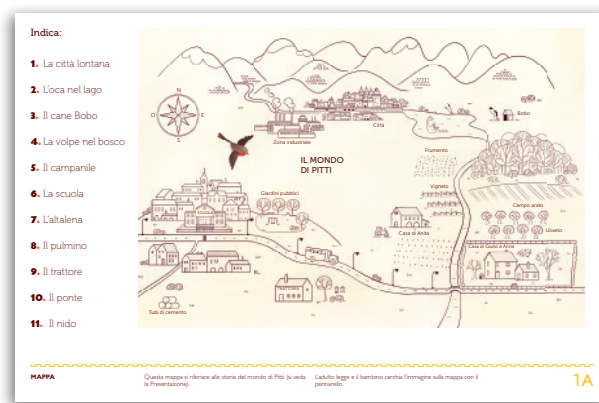 Indica:
1. La città lontana
2. L'oca nel lago
3. Il cane Bobo
4. La volpe nel bosco
5. Il campanile
6. La scuola
7. L'altalena
8. Il pulmino
9. Il trattore
10. Il ponte
11. Il nido
N
O
E
S
Città
Zona industriale
Bobo
IL MONDO
DI PITTI
Frumento
Vigneto
Giardini pubblici
SCUOLA
Campo arato
Uliveto
Casa di Anita
Casa di Giulio e Anna
TRATTORIA
Tubi di cemento
MAPPA
Questa mappa si riferisce alle storie del mondo di Pitti (si veda
la Presentazione).
L'adulto legge e il bambino cerchia l'immagine sulla mappa con il
pennarello.
1A